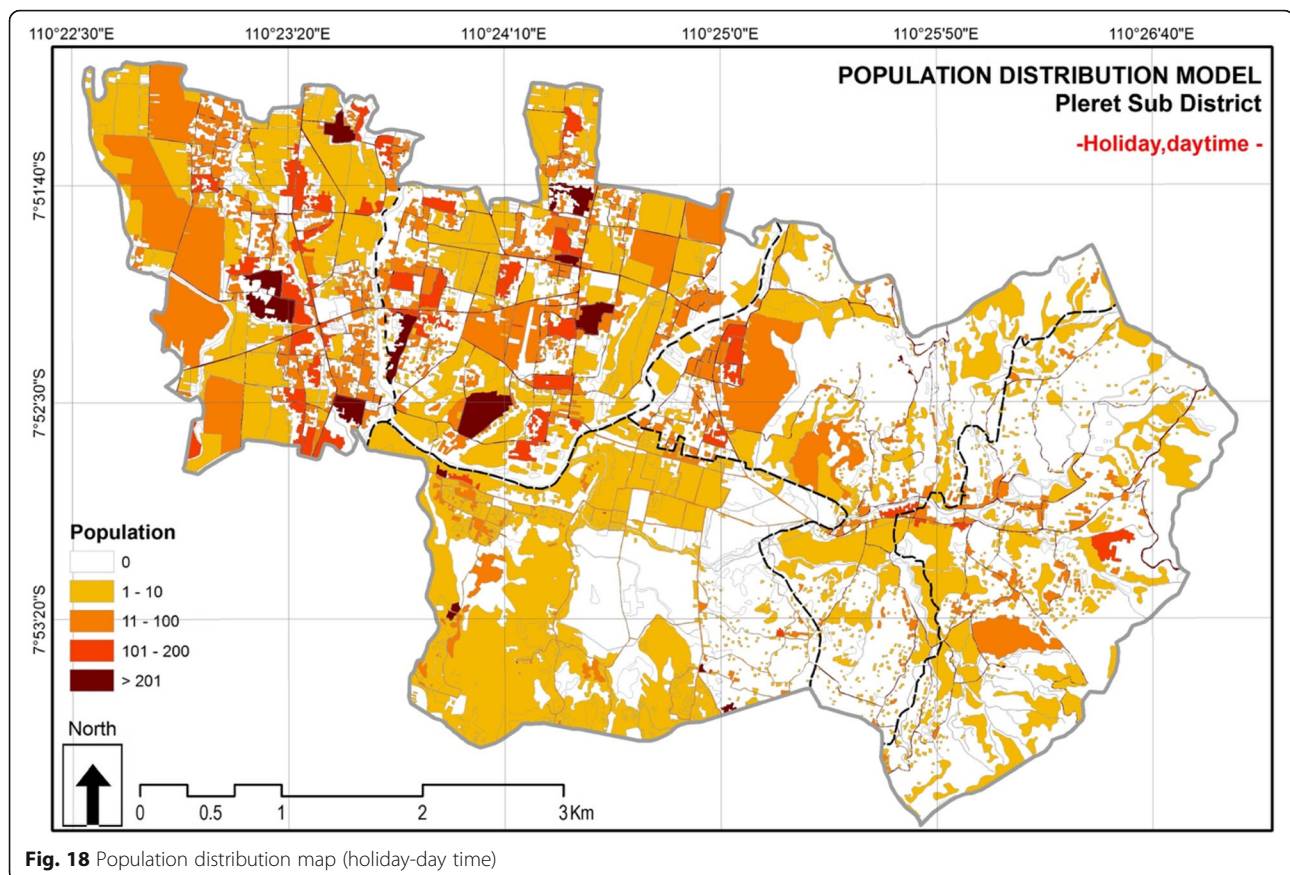 110°22'30"E 110°23'20"E 110°24'10"E 110°25'0"E 110°25'50"E 110°26'40"E
POPULATION DISTRIBUTION MODEL
Pleret Sub District
-Holiday,daytime -
7°51'40"S
7°52'30"S
7°53'20"S
Population
0
1 - 10
11 - 100
101 - 200
> 201
North
0 0.5 1 2 3 Km
Fig. 18 Population distribution map (holiday-day time)